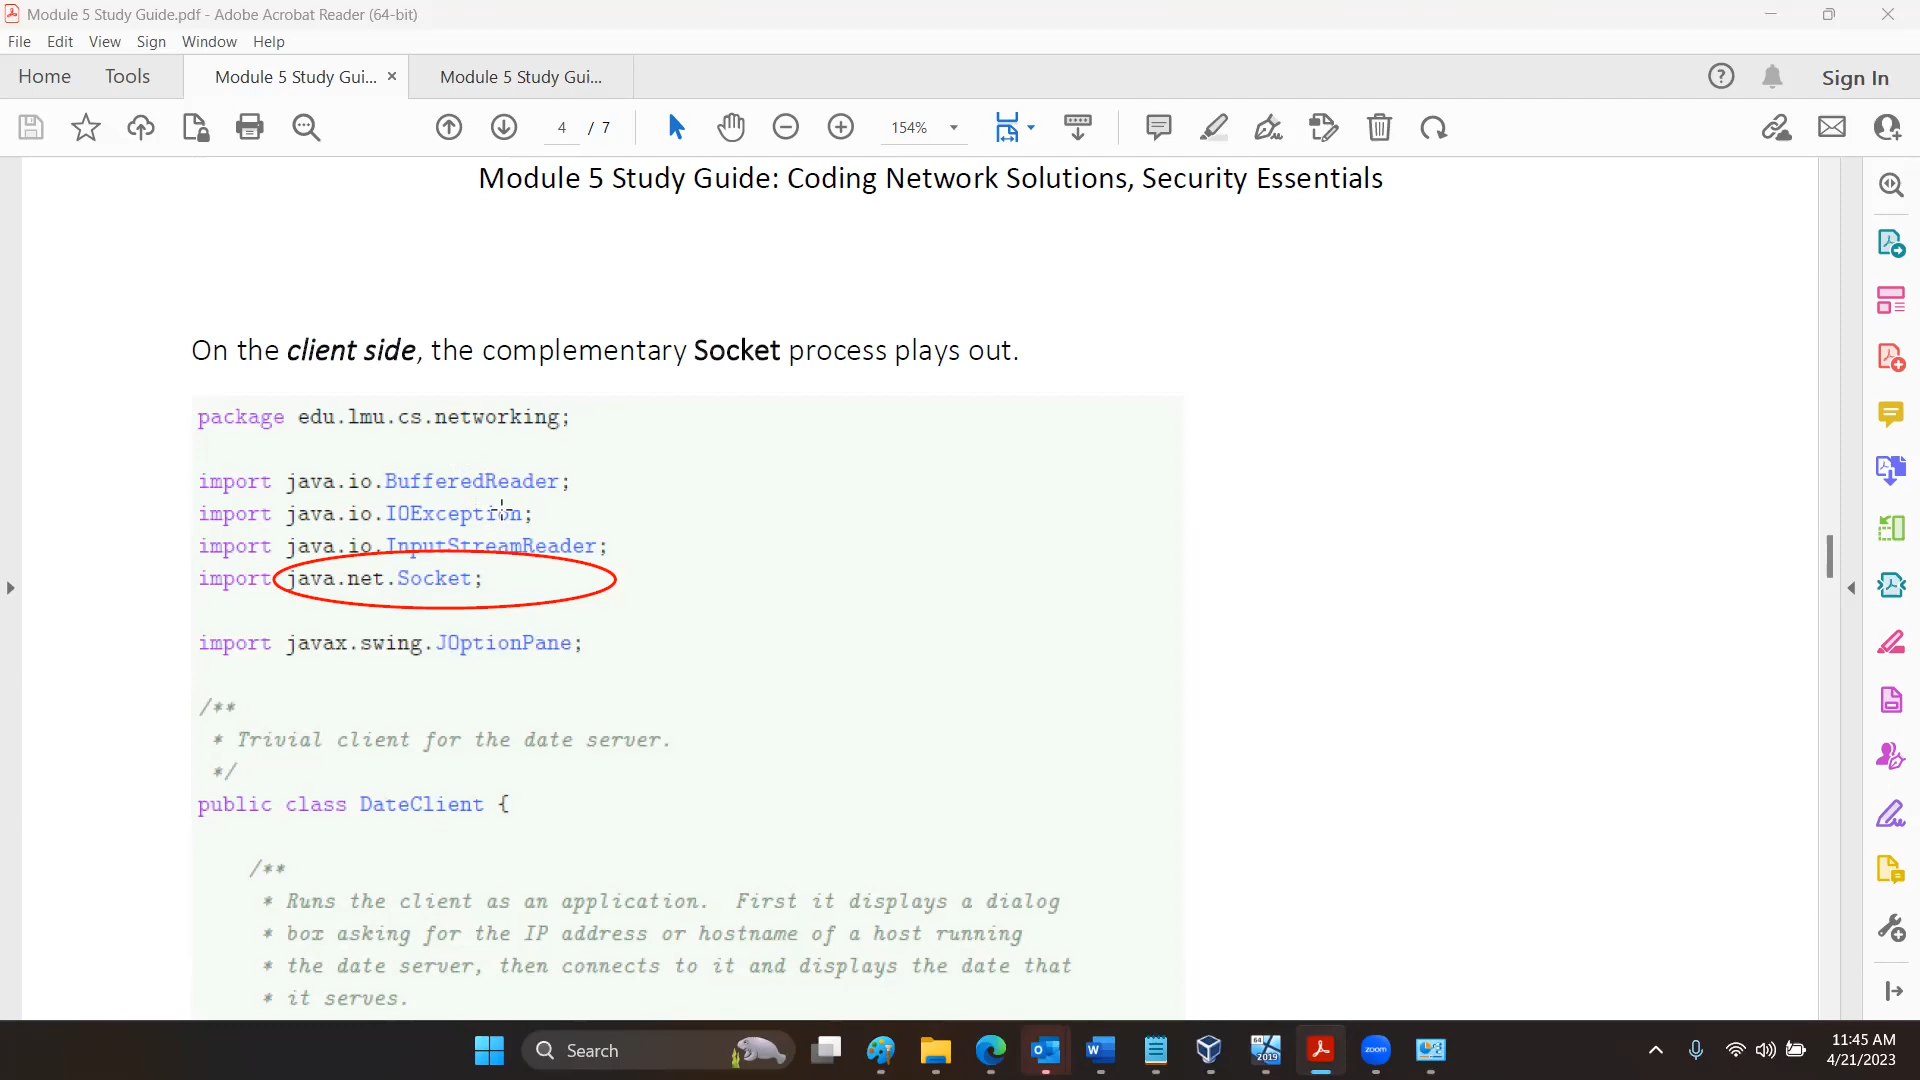 Module 5 Study Guide.pdf - Adobe Acrobat Reader (64-bit)
File Edit View Sign Window Help
Home Tools Module 5 Study Gui... × Module 5 Study Gui... Sign In
4 / 7 154%
Module 5 Study Guide: Coding Network Solutions, Security Essentials
On the client side, the complementary Socket process plays out.
package edu.lmu.cs.networking;
import java.io.BufferedReader;
import java.io.IOException;
import java.io.InputStreamReader;
import java.net.Socket;
import javax.swing.JOptionPane;
/**
* Trivial client for the date server.
*/
public class DateClient {
/**
* Runs the client as an application. First it displays a dialog
* box asking for the IP address or hostname of a host running
* the date server, then connects to it and displays the date that
* it serves.
Search
64
2019
zoom
11:45 AM
4/21/2023